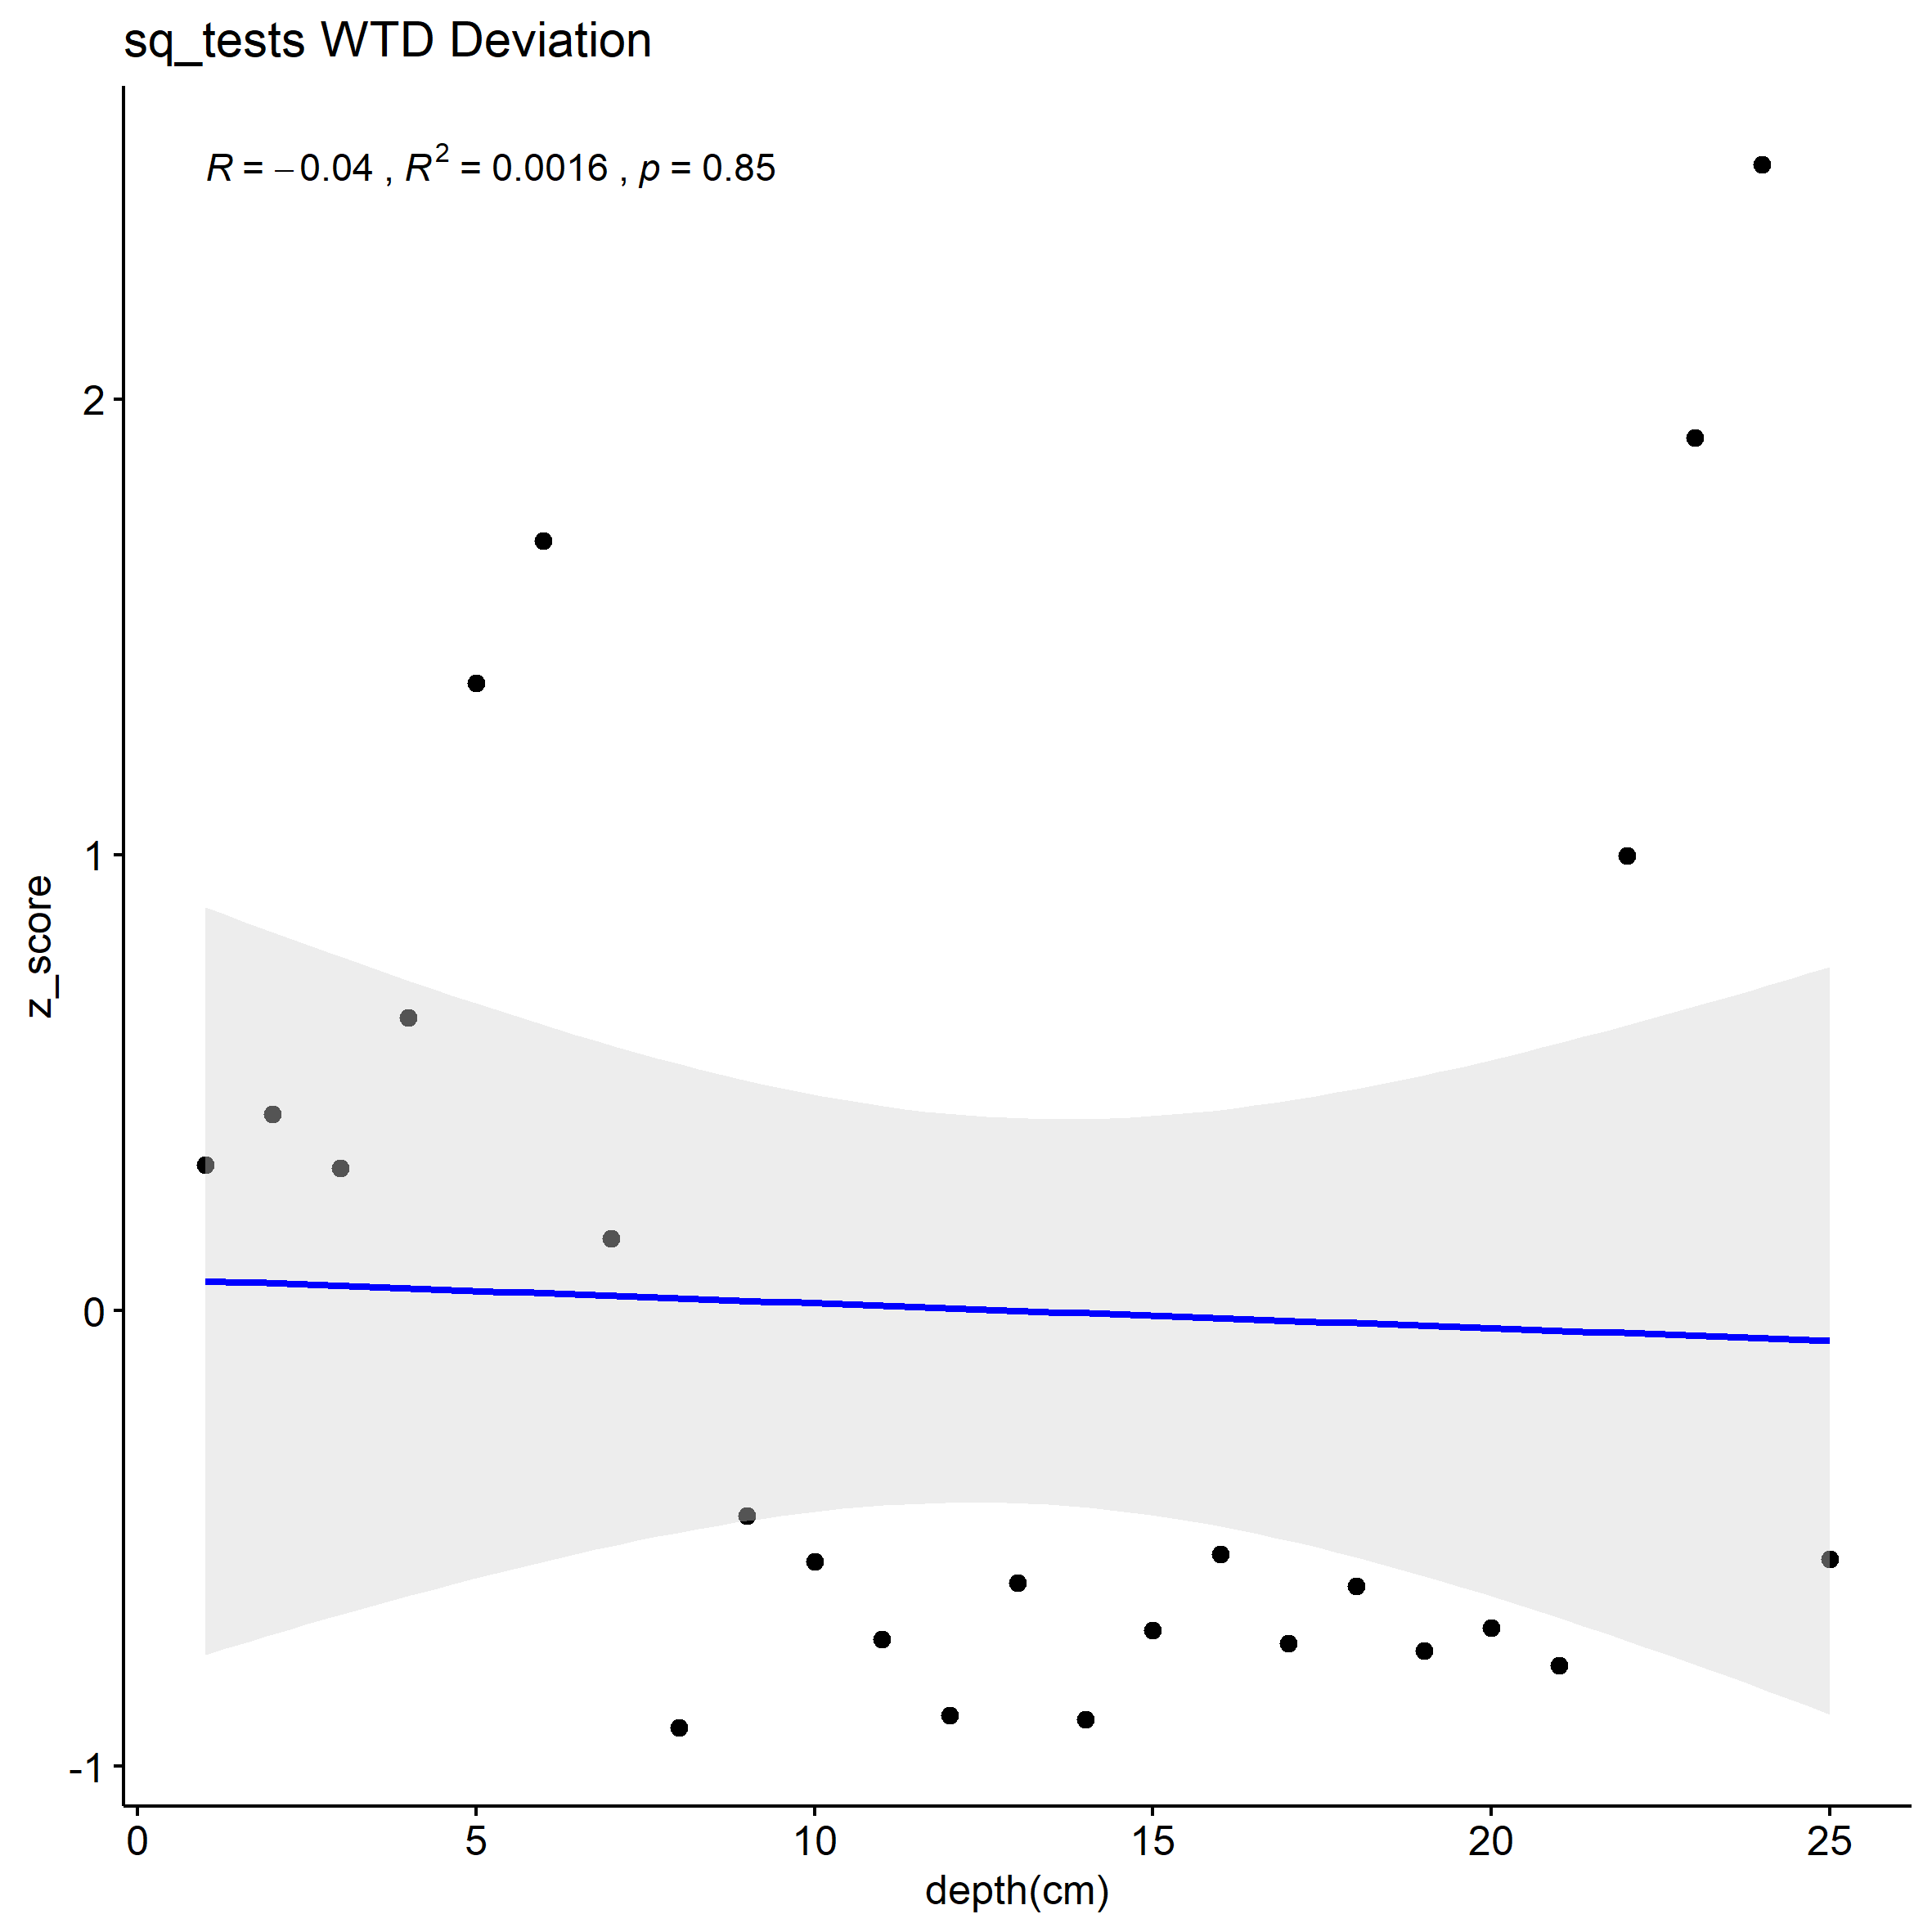 sq_tests WTD Deviation
R = −0.04 , R² = 0.0016 , p = 0.85
z_score
2
1
0
-1
0 5 10 15 20 25
depth(cm)